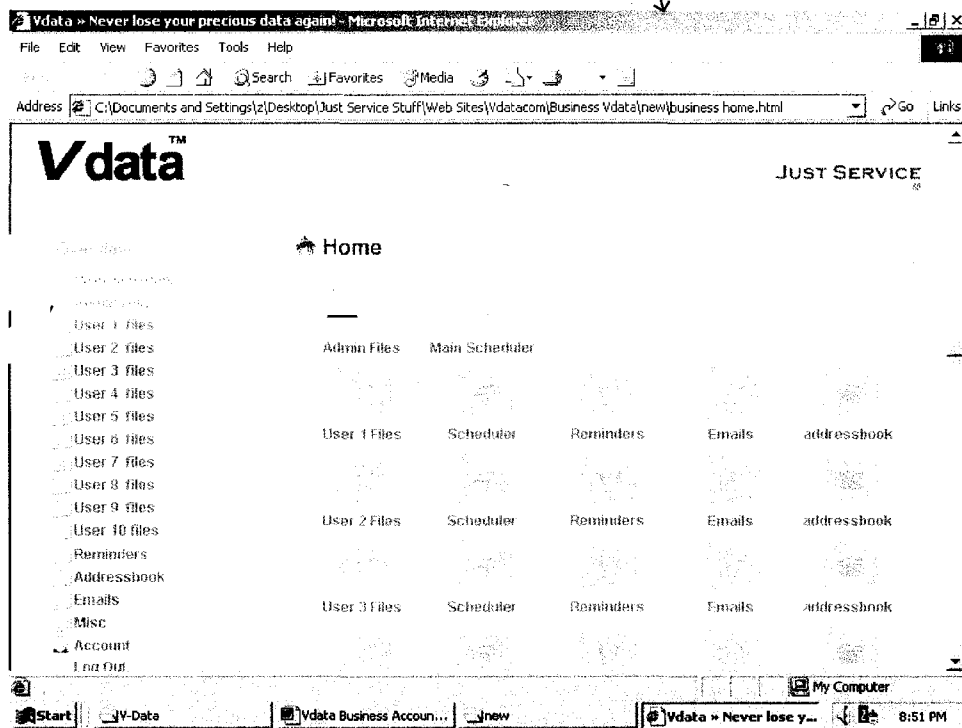 Vdata » Never lose your precious data again! - Microsoft Internet Explorer
File Edit View Favorites Tools Help
Search Favorites Media
Address C:\Documents and Settings\z\Desktop\Just Service Stuff\Web Sites\Vdatacom\Business Vdata\new\business home.html Go Links
Vdata™
JUST SERVICE
Home
User 1 files
User 2 files
User 3 files
User 4 files
User 5 files
User 6 files
User 7 files
User 8 files
User 9 files
User 10 files
Reminders
Addressbook
Emails
Misc
Account
Log Out
Admin Files Main Scheduler
User 1 Files Scheduler Reminders Emails addressbook
User 2 Files Scheduler Reminders Emails addressbook
User 3 Files Scheduler Reminders Emails addressbook
My Computer
Start V-Data Vdata Business Accoun... new Vdata » Never lose y... 8:51 PM